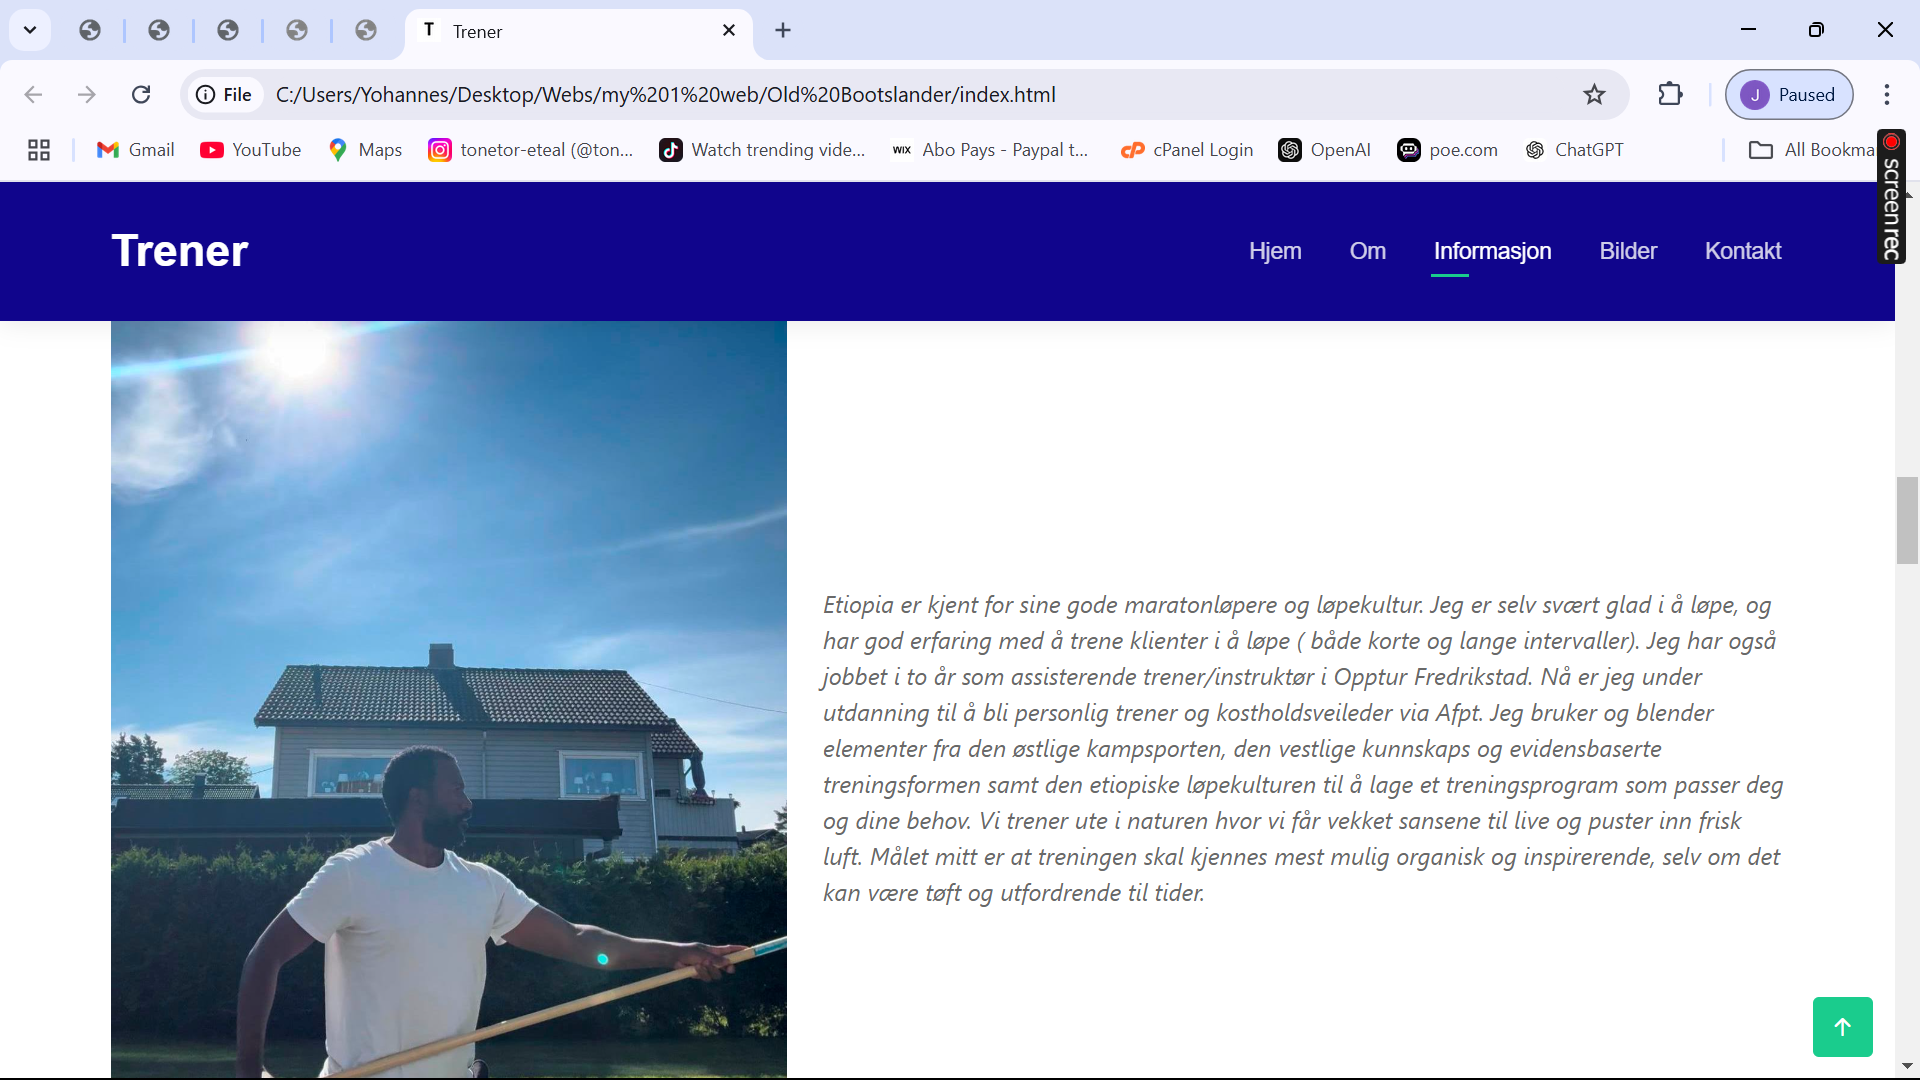 T Trener
File C:/Users/Yohannes/Desktop/Webs/my%201%20web/Old%20Bootslander/index.html J Paused
Gmail YouTube Maps tonetor-eteal (@ton... Watch trending vide... WIX Abo Pays - Paypal t... cPanel Login OpenAI poe.com ChatGPT All Bookma
screenrec
Trener Hjem Om Informasjon Bilder Kontakt
Etiopia er kjent for sine gode maratonløpere og løpekultur. Jeg er selv svært glad i å løpe, og
har god erfaring med å trene klienter i å løpe ( både korte og lange intervaller). Jeg har også
jobbet i to år som assisterende trener/instruktør i Opptur Fredrikstad. Nå er jeg under
utdanning til å bli personlig trener og kostholdsveileder via Afpt. Jeg bruker og blender
elementer fra den østlige kampsporten, den vestlige kunnskaps og evidensbaserte
treningsformen samt den etiopiske løpekulturen til å lage et treningsprogram som passer deg
og dine behov. Vi trener ute i naturen hvor vi får vekket sansene til live og puster inn frisk
luft. Målet mitt er at treningen skal kjennes mest mulig organisk og inspirerende, selv om det
kan være tøft og utfordrende til tider.